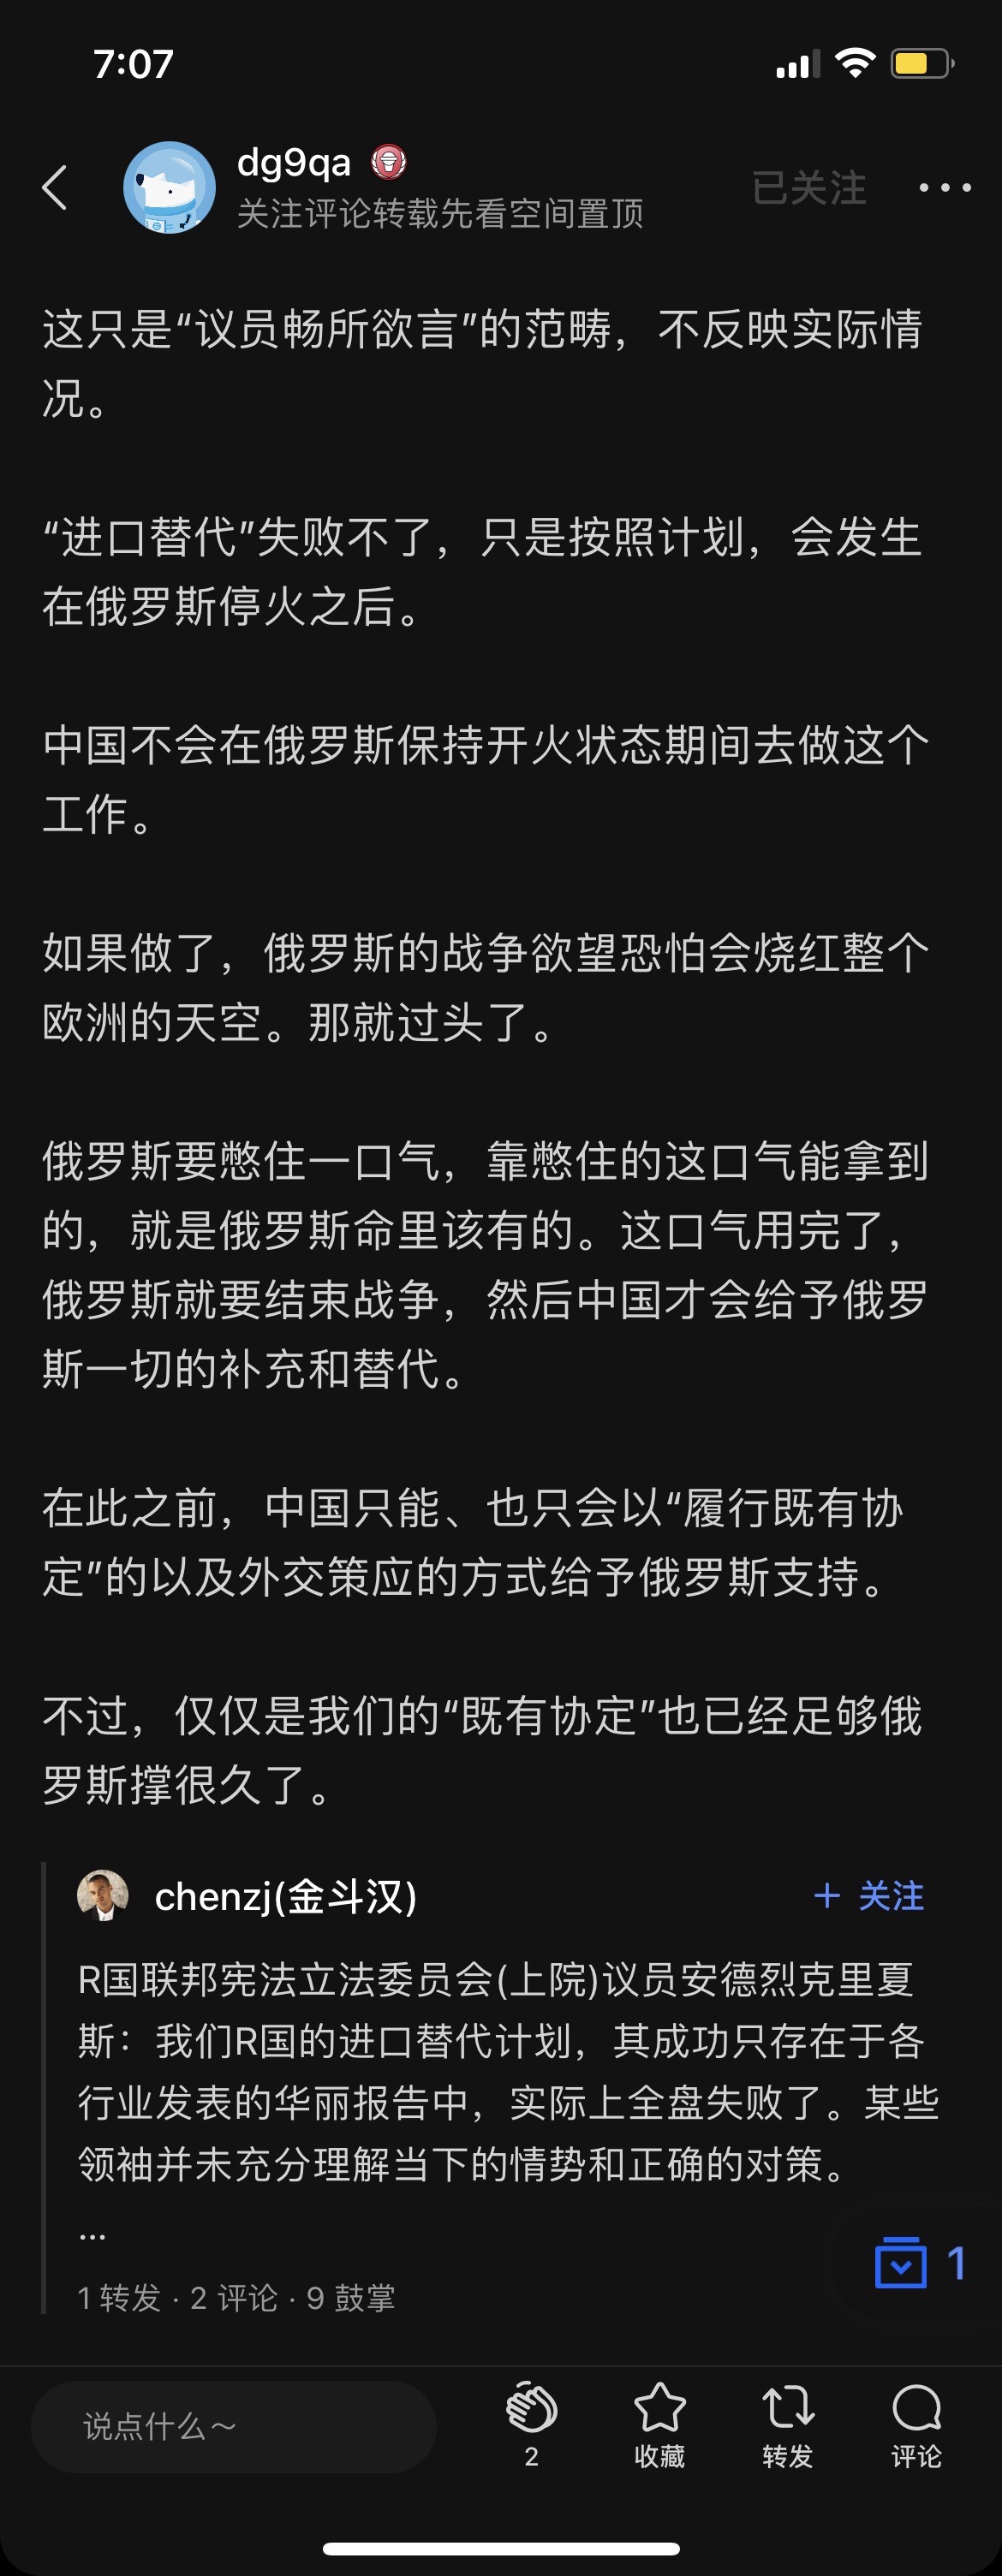 7:07
dg9qa
关注评论转载先看空间置顶
已关注
这只是“议员畅所欲言”的范畴，不反映实际情
况。
“进口替代”失败不了，只是按照计划，会发生
在俄罗斯停火之后。
中国不会在俄罗斯保持开火状态期间去做这个
工作。
如果做了，俄罗斯的战争欲望恐怕会烧红整个
欧洲的天空。那就过头了。
俄罗斯要憋住一口气，靠憋住的这口气能拿到
的，就是俄罗斯命里该有的。这口气用完了，
俄罗斯就要结束战争，然后中国才会给予俄罗
斯一切的补充和替代。
在此之前，中国只能、也只会以“履行既有协
定”的以及外交策应的方式给予俄罗斯支持。
不过，仅仅是我们的“既有协定”也已经足够俄
罗斯撑很久了。
chenzj(金斗汉)
+ 关注
R国联邦宪法立法委员会(上院)议员安德烈克里夏
斯：我们R国的进口替代计划，其成功只存在于各
行业发表的华丽报告中，实际上全盘失败了。某些
领袖并未充分理解当下的情势和正确的对策。
...
1 转发 · 2 评论 · 9 鼓掌
1
说点什么～
2
收藏
转发
评论